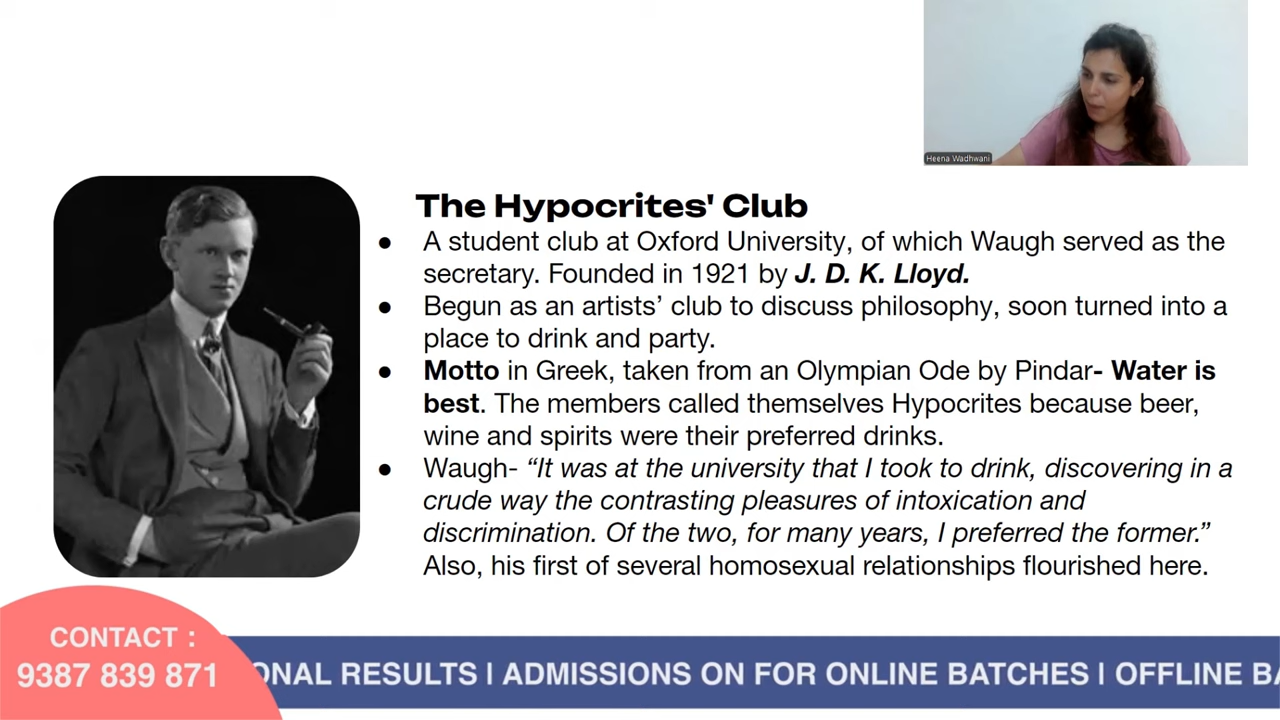 Heena Wadhwani
The Hypocrites' Club
● A student club at Oxford University, of which Waugh served as the
secretary. Founded in 1921 by J. D. K. Lloyd.
● Begun as an artists’ club to discuss philosophy, soon turned into a
place to drink and party.
● Motto in Greek, taken from an Olympian Ode by Pindar- Water is
best. The members called themselves Hypocrites because beer,
wine and spirits were their preferred drinks.
● Waugh- “It was at the university that I took to drink, discovering in a
crude way the contrasting pleasures of intoxication and
discrimination. Of the two, for many years, I preferred the former.”
Also, his first of several homosexual relationships flourished here.
CONTACT :
9387 839 871
ONAL RESULTS | ADMISSIONS ON FOR ONLINE BATCHES | OFFLINE BA